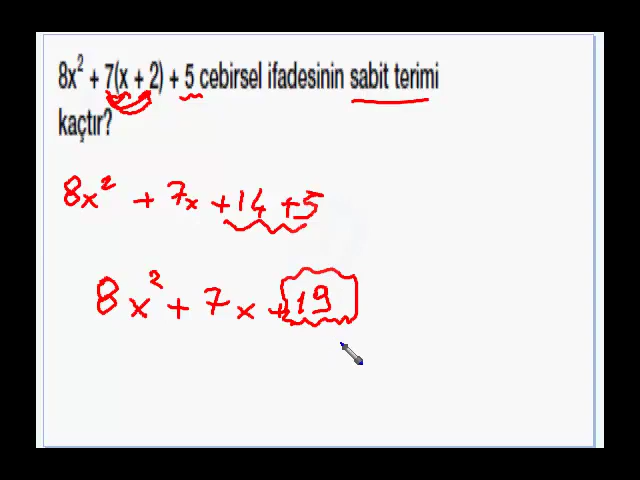 8x² + 7(x + 2) + 5 cebirsel ifadesinin sabit terimi
kaçtır?
8x² + 7x + 14 + 5
8x² + 7x + 19